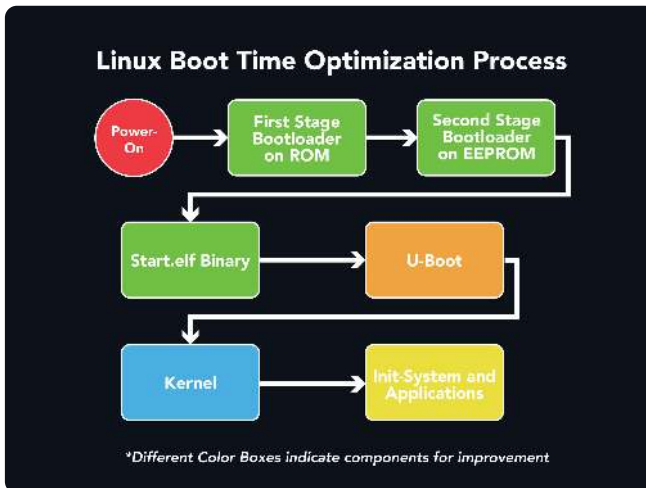 Linux Boot Time Optimization Process
Power-
On
First Stage
Bootloader
on ROM
Second Stage
Bootloader
on EEPROM
Start.elf Binary
U-Boot
Kernel
Init-System and
Applications
*Different Color Boxes indicate components for improvement